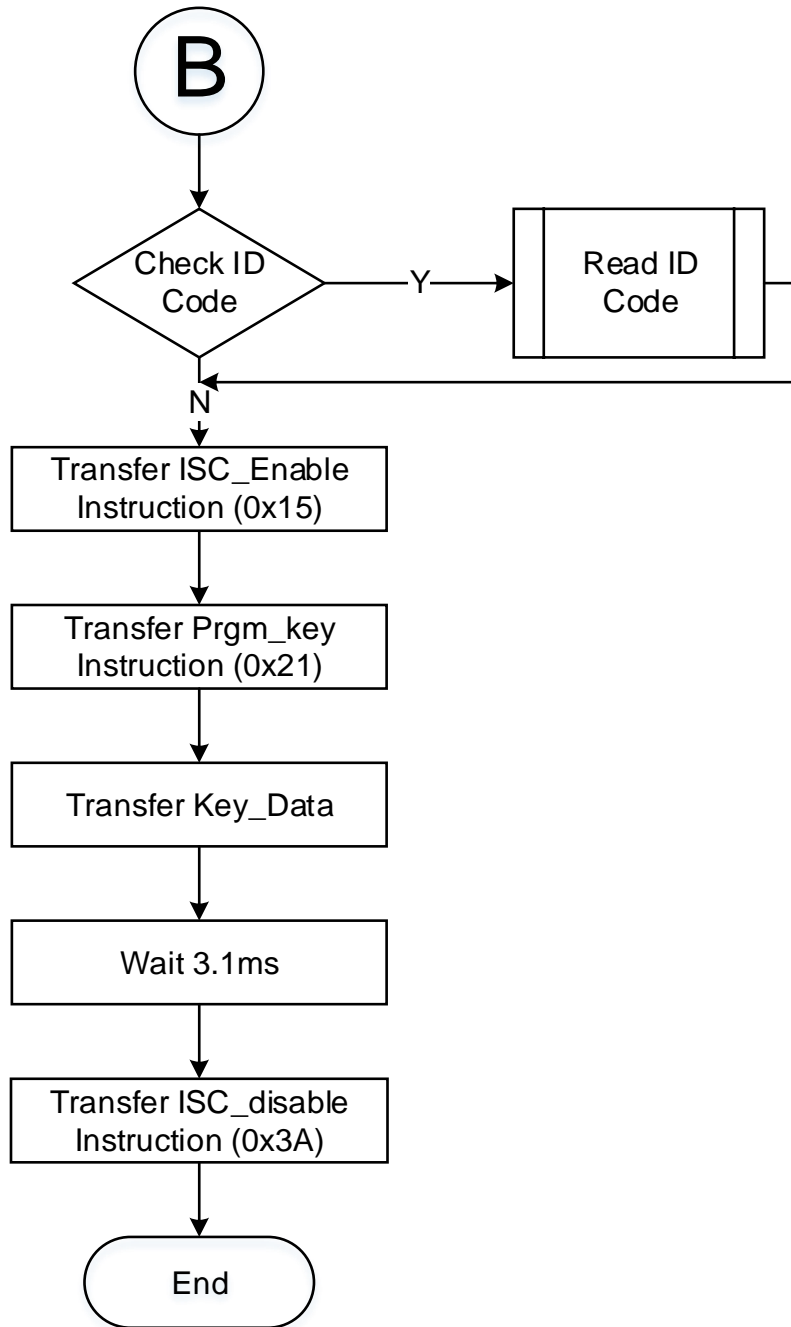 B
Check ID
Code
Y
Read ID
Code
N
Transfer ISC_Enable
Instruction (0x15)
Transfer Prgm_key
Instruction (0x21)
Transfer Key_Data
Wait 3.1ms
Transfer ISC_disable
Instruction (0x3A)
End